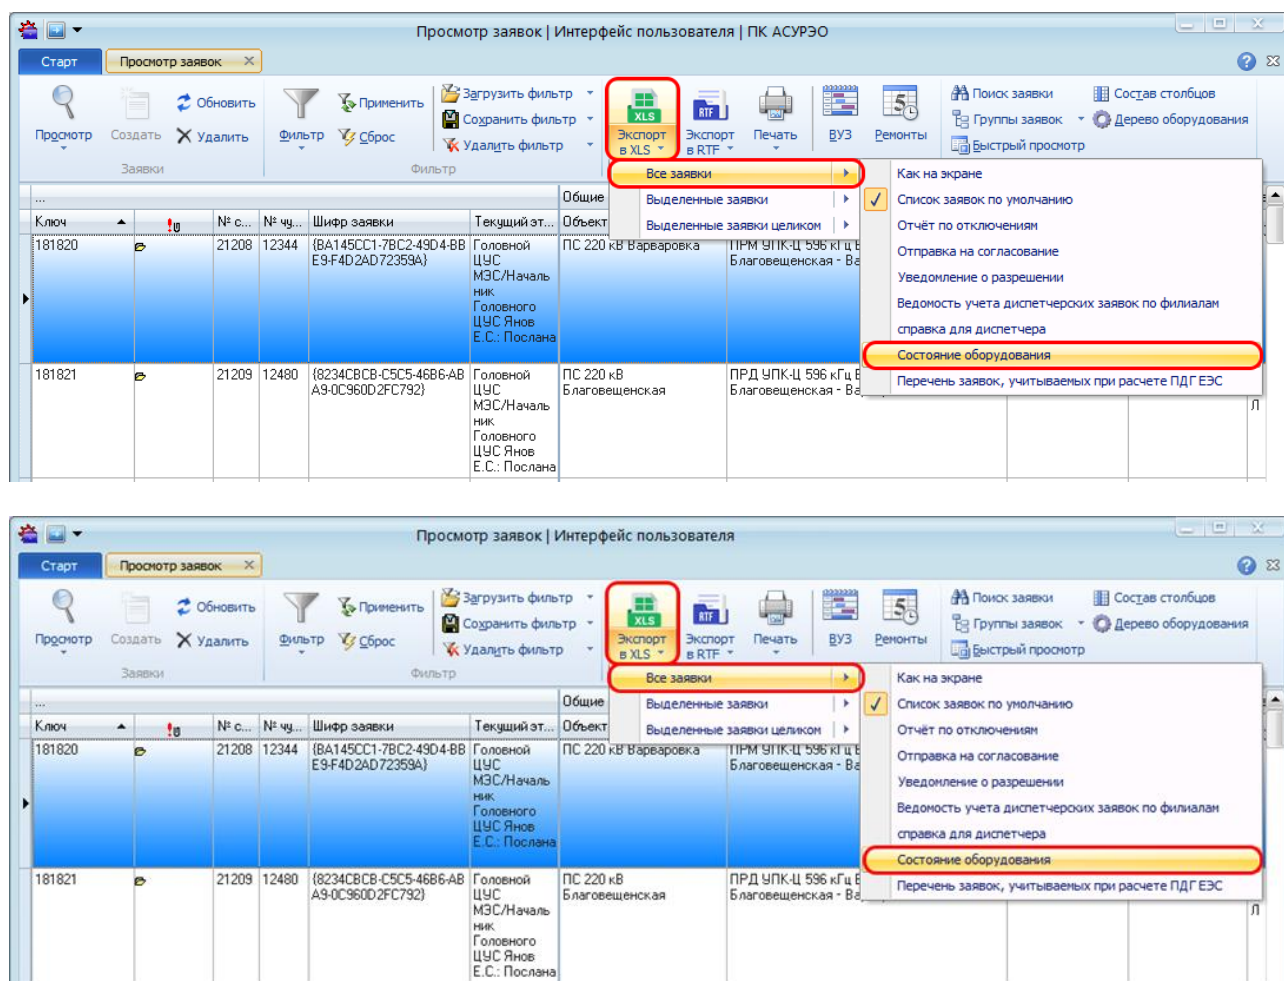 Просмотр заявок | Интерфейс пользователя | ПК АСУРЭО
Старт Просмотр заявок
Просмотр Создать Обновить Удалить Фильтр Применить Сброс Загрузить фильтр Сохранить фильтр Удалить фильтр Экспорт в XLS Экспорт в RTF Печать ВУЗ Ремонты Поиск заявки Группы заявок Быстрый просмотр Состав столбцов Дерево оборудования
Заявки Фильтр
Все заявки
Выделенные заявки
Выделенные заявки целиком
Как на экране
Список заявок по умолчанию
Отчёт по отключениям
Отправка на согласование
Уведомление о разрешении
Ведомость учета диспетчерских заявок по филиалам
справка для диспетчера
Состояние оборудования
Перечень заявок, учитываемых при расчете ПДГ ЕЭС
... Общие
Ключ № с... № чу... Шифр заявки Текущий эт... Объект
181820 21208 12344 {BA145CC1-7BC2-49D4-BB Головной ПС 220 кВ Варваровка ПРМ УПК-Ц 596 кГц В
E9-F4D2AD72359A} ЦУС Благовещенская - Ва
МЭС/Началь
ник
Головного
ЦУС Янов
Е.С.: Послана
181821 21209 12480 {8234CBCB-C5C5-46B6-AB Головной ПС 220 кВ ПРД УПК-Ц 596 кГц В
A9-0C960D2FC792} ЦУС Благовещенская Благовещенская - Ва
МЭС/Началь Л
ник
Головного
ЦУС Янов
Е.С.: Послана
Просмотр заявок | Интерфейс пользователя
Старт Просмотр заявок
Просмотр Создать Обновить Удалить Фильтр Применить Сброс Загрузить фильтр Сохранить фильтр Удалить фильтр Экспорт в XLS Экспорт в RTF Печать ВУЗ Ремонты Поиск заявки Группы заявок Быстрый просмотр Состав столбцов Дерево оборудования
Заявки Фильтр
Все заявки
Выделенные заявки
Выделенные заявки целиком
Как на экране
Список заявок по умолчанию
Отчёт по отключениям
Отправка на согласование
Уведомление о разрешении
Ведомость учета диспетчерских заявок по филиалам
справка для диспетчера
Состояние оборудования
Перечень заявок, учитываемых при расчете ПДГ ЕЭС
... Общие
Ключ № с... № чу... Шифр заявки Текущий эт... Объект
181820 21208 12344 {BA145CC1-7BC2-49D4-BB Головной ПС 220 кВ Варваровка ПРМ УПК-Ц 596 кГц В
E9-F4D2AD72359A} ЦУС Благовещенская - Ва
МЭС/Началь
ник
Головного
ЦУС Янов
Е.С.: Послана
181821 21209 12480 {8234CBCB-C5C5-46B6-AB Головной ПС 220 кВ ПРД УПК-Ц 596 кГц В
A9-0C960D2FC792} ЦУС Благовещенская Благовещенская - Ва
МЭС/Началь Л
ник
Головного
ЦУС Янов
Е.С.: Послана